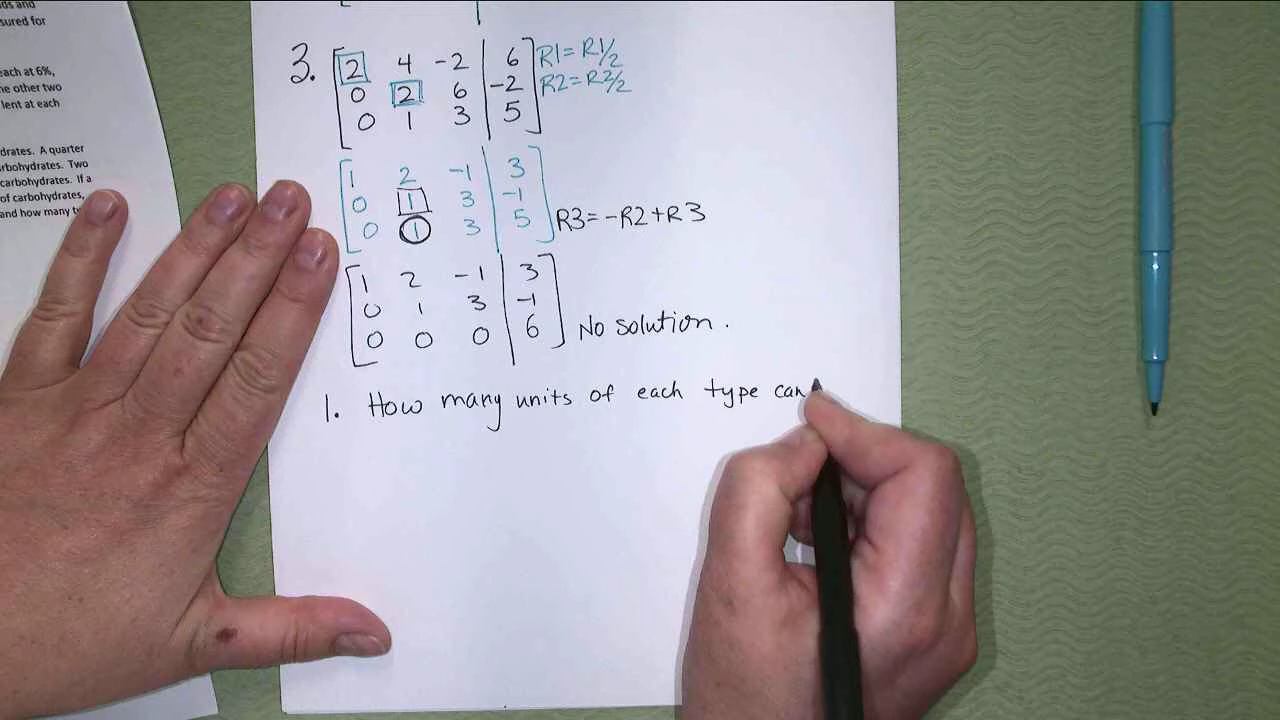 ds and
sured for
each at 6%,
ne other two
lent at each
drates. A quarter
rbohydrates. Two
carbohydrates. If a
of carbohydrates,
and how many
3. 2 4 -2 6 R1=R1/2
0 2 6 -2 R2=R2/2
0 1 3 5
1 2 -1 3
0 1 3 -1
0 1 3 5 R3=-R2+R3
1 2 -1 3
0 1 3 -1
0 0 0 6 No solution.
1. How many units of each type can